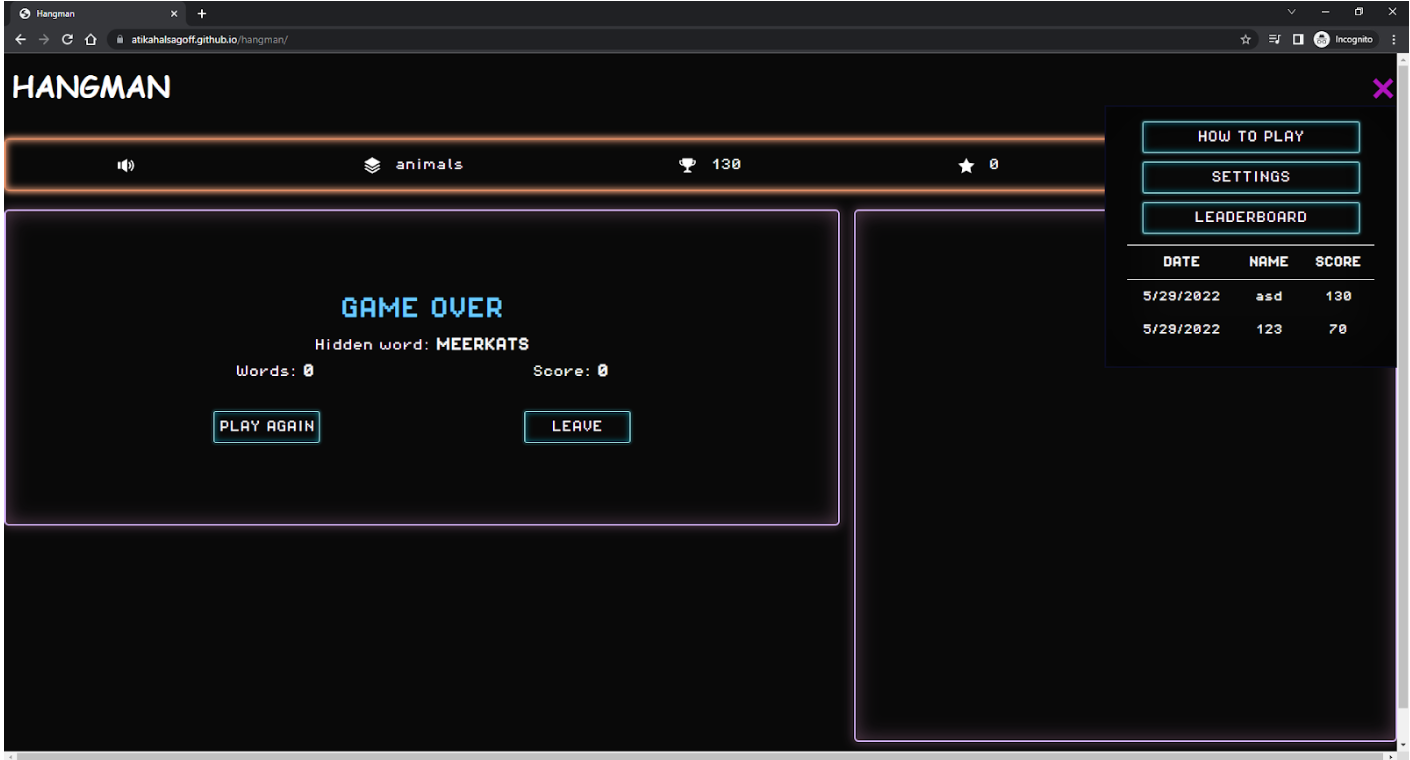 Hangman
atikahalsagoff.github.io/hangman/
Incognito
HANGMAN
animals 130 0
HOW TO PLAY
SETTINGS
LEADERBOARD
DATE NAME SCORE
5/29/2022 asd 130
5/29/2022 123 70
GAME OVER
Hidden word: MEERKATS
Words: 0 Score: 0
PLAY AGAIN LEAVE